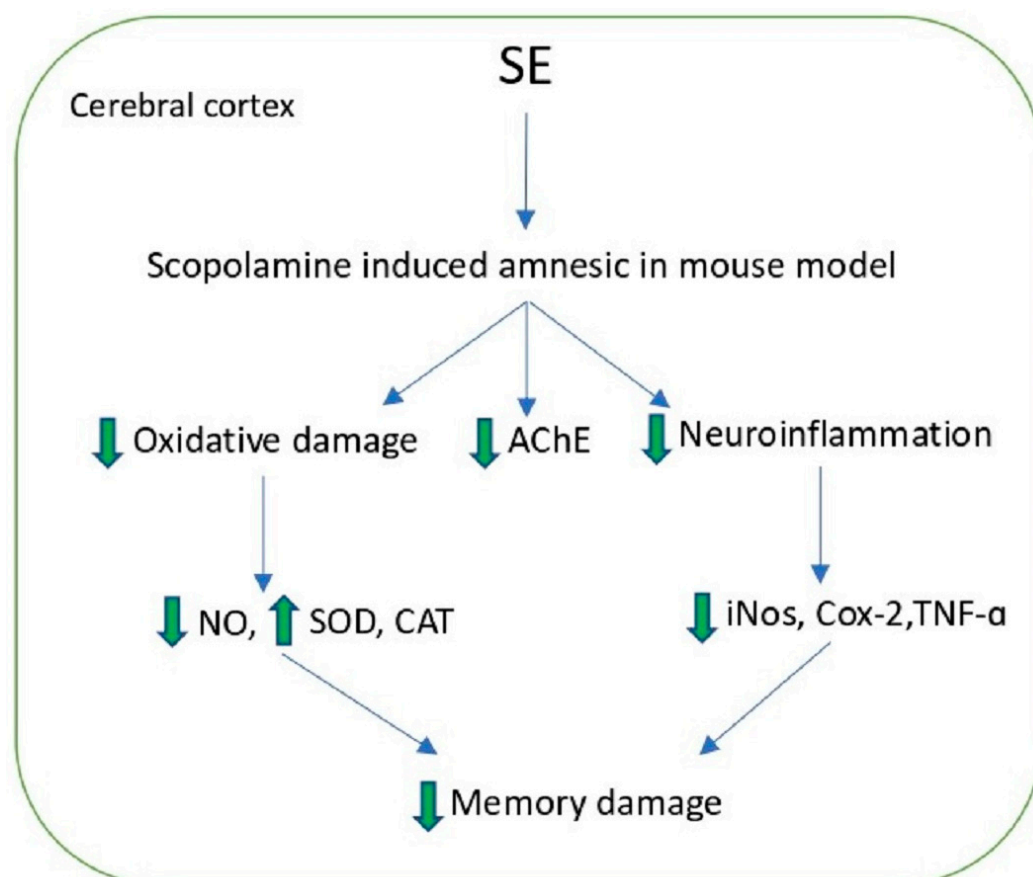 SE
Cerebral cortex
Scopolamine induced amnesic in mouse model
Oxidative damage
AChE
Neuroinflammation
NO, SOD, CAT
iNos, Cox-2,TNF-α
Memory damage